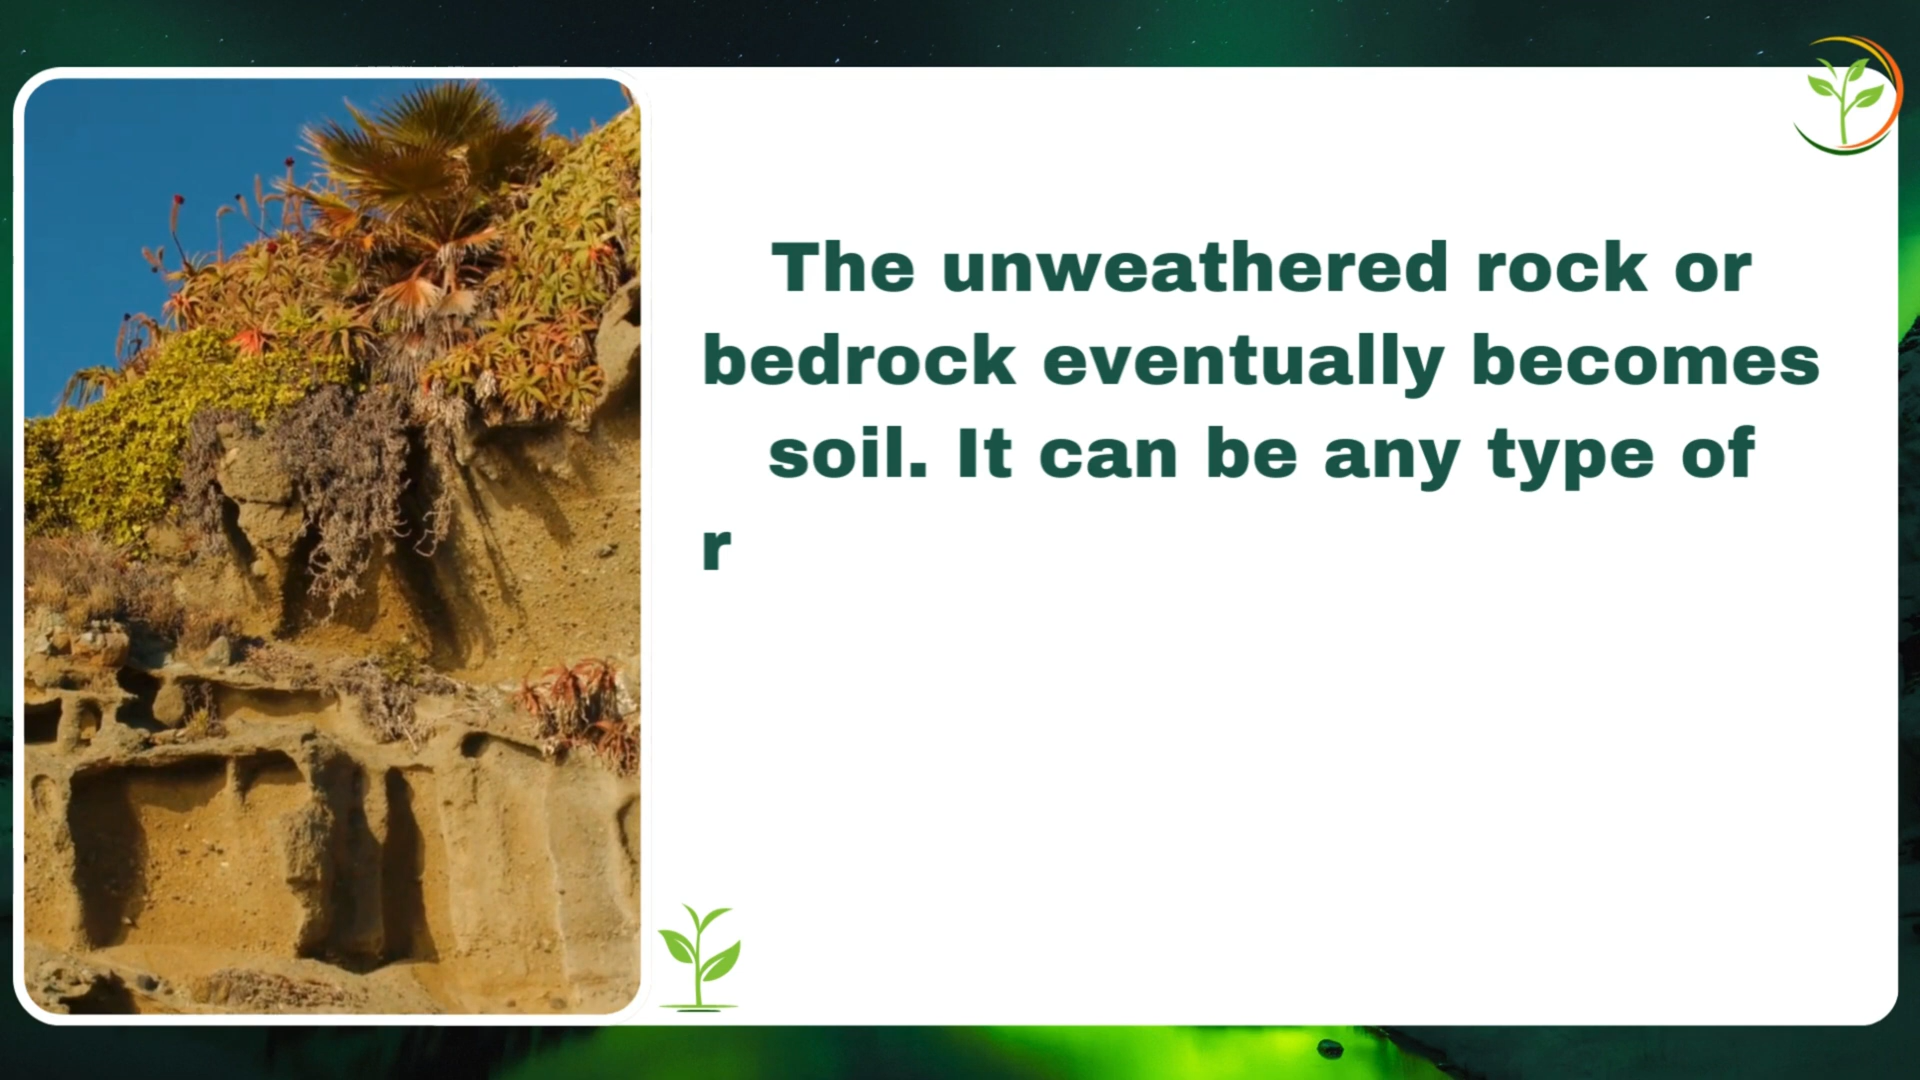 The unweathered rock or
bedrock eventually becomes
soil. It can be any type of
r